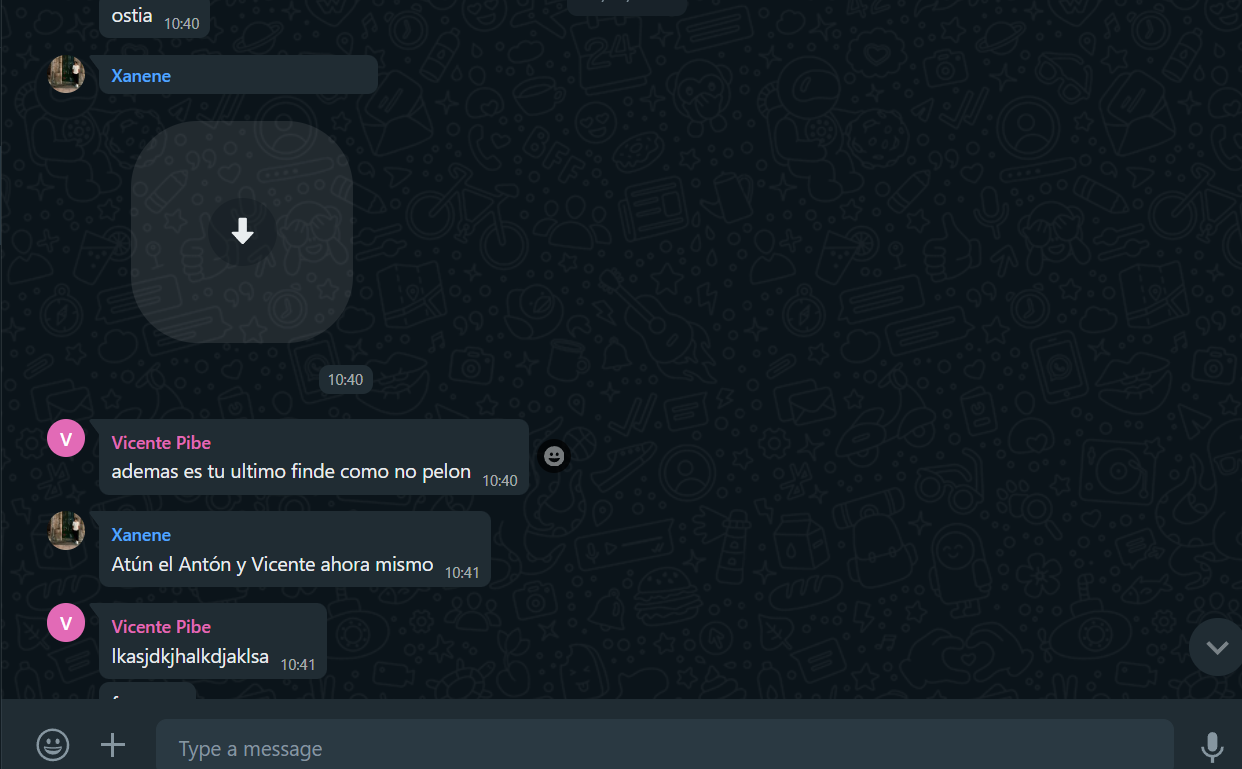 ostia 10:40
Xanene
10:40
V
Vicente Pibe
ademas es tu ultimo finde como no pelon 10:40
Xanene
Atún el Antón y Vicente ahora mismo 10:41
V
Vicente Pibe
lkasjdkjhalkdjaklsa 10:41
Type a message